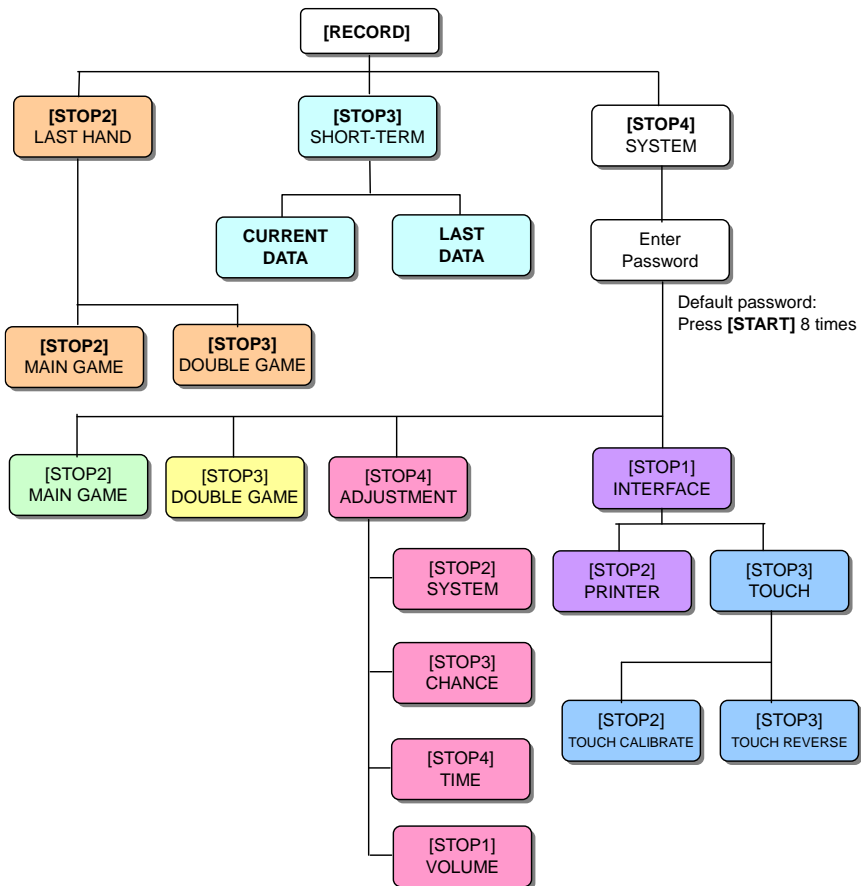 [RECORD]
[STOP2]
LAST HAND
[STOP3]
SHORT-TERM
[STOP4]
SYSTEM
CURRENT
DATA
LAST
DATA
Enter
Password
Default password:
Press [START] 8 times
[STOP2]
MAIN GAME
[STOP3]
DOUBLE GAME
[STOP2]
MAIN GAME
[STOP3]
DOUBLE GAME
[STOP4]
ADJUSTMENT
[STOP1]
INTERFACE
[STOP2]
SYSTEM
[STOP3]
CHANCE
[STOP4]
TIME
[STOP1]
VOLUME
[STOP2]
PRINTER
[STOP3]
TOUCH
[STOP2]
TOUCH CALIBRATE
[STOP3]
TOUCH REVERSE